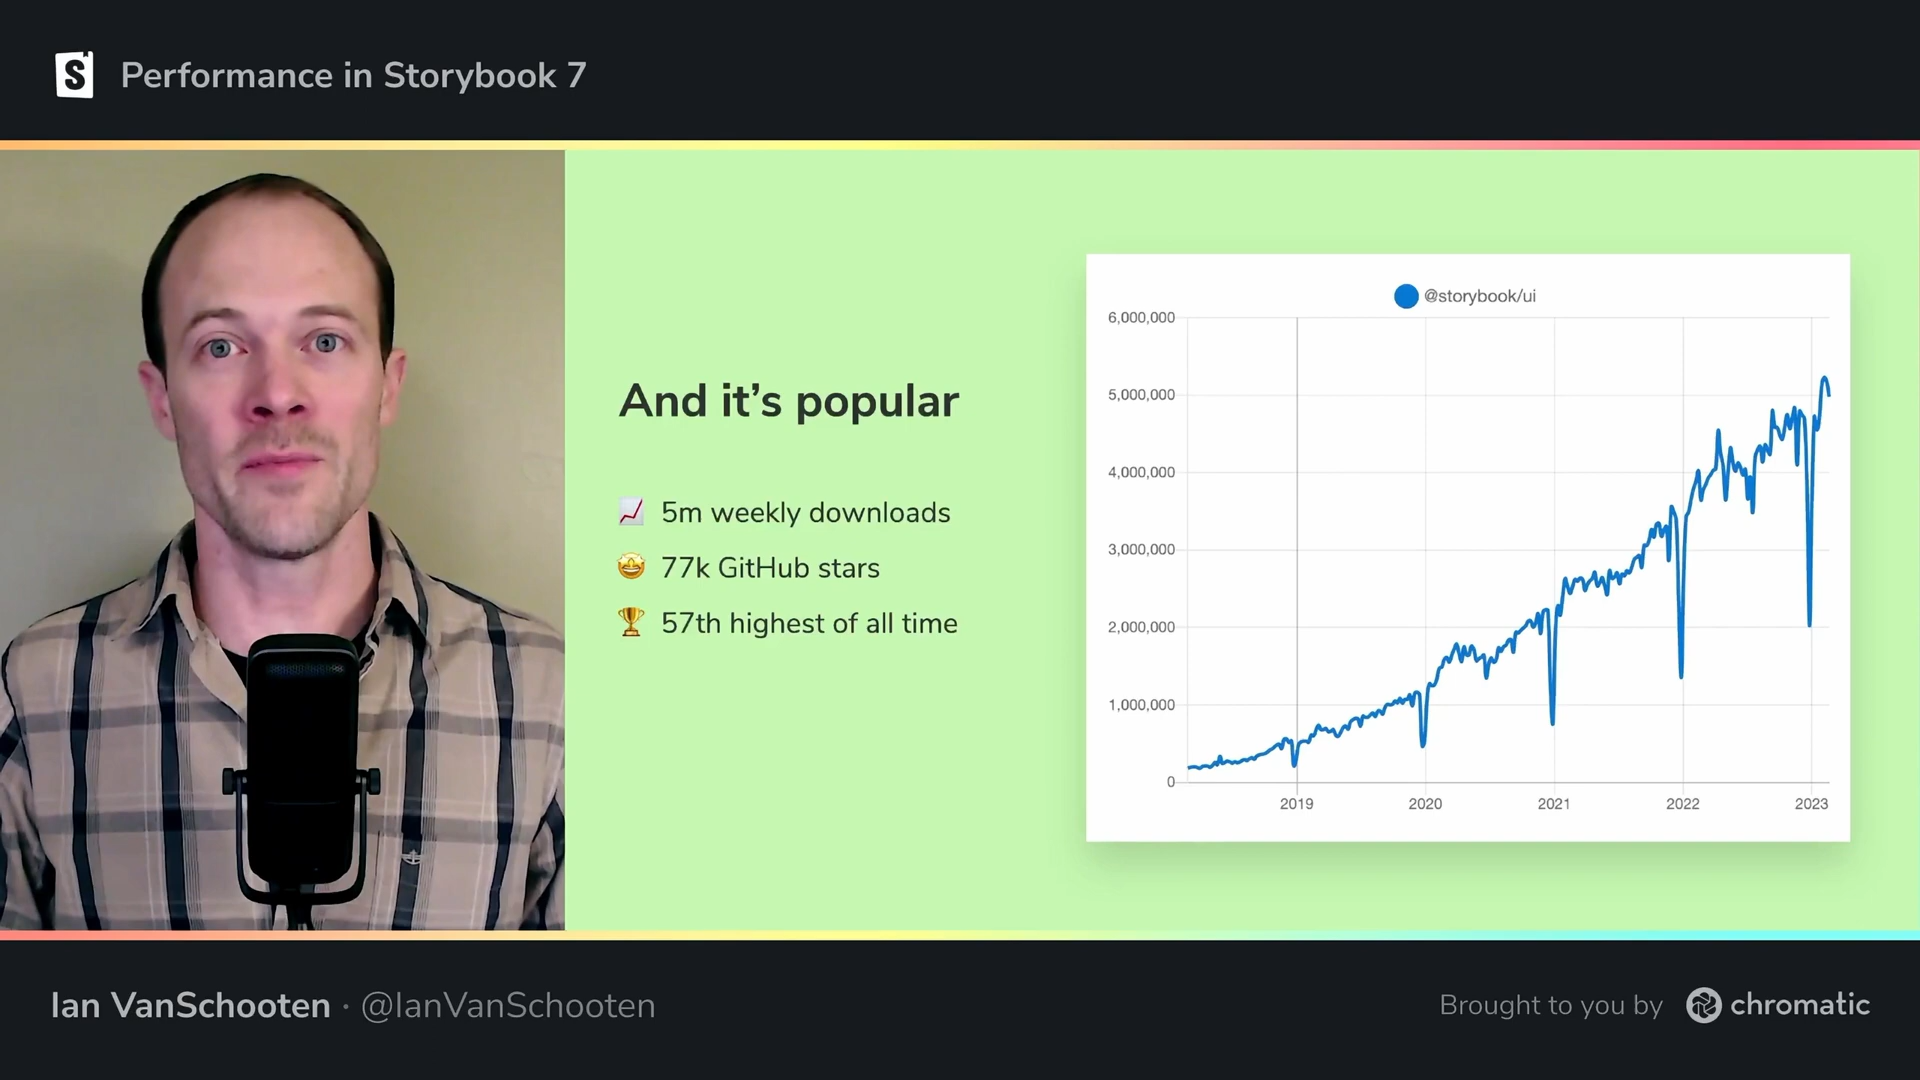 S Performance in Storybook 7
And it's popular
5m weekly downloads
77k GitHub stars
57th highest of all time
@storybook/ui
6,000,000
5,000,000
4,000,000
3,000,000
2,000,000
1,000,000
0
2019 2020 2021 2022 2023
Ian VanSchooten · @IanVanSchooten
Brought to you by chromatic